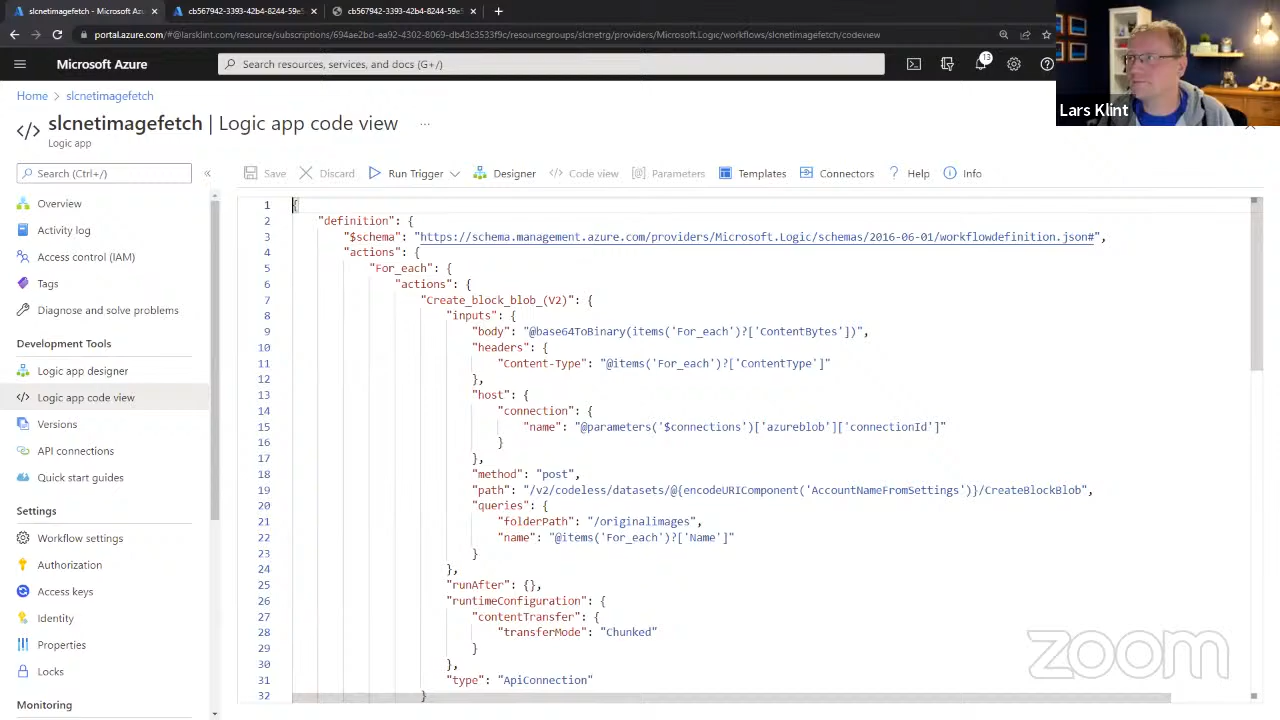 slcnetimagefetch - Microsoft Azu
cb567942-3393-42b4-8244-59e5
cb567942-3393-42b4-8244-59e5
portal.azure.com/#@larsklint.com/resource/subscriptions/694ae2bd-ea92-4302-8069-db43c3533f9c/resourcegroups/slcnetrg/providers/Microsoft.Logic/workflows/slcnetimagefetch/codeview
Microsoft Azure
Search resources, services, and docs (G+/)
13
Lars Klint
Home > slcnetimagefetch
slcnetimagefetch | Logic app code view ...
Logic app
Search (Ctrl+/)
Save
Discard
Run Trigger
Designer
Code view
Parameters
Templates
Connectors
Help
Info
Overview
Activity log
Access control (IAM)
Tags
Diagnose and solve problems
Development Tools
Logic app designer
Logic app code view
Versions
API connections
Quick start guides
Settings
Workflow settings
Authorization
Access keys
Identity
Properties
Locks
Monitoring
1 {
2 "definition": {
3 "$schema": "https://schema.management.azure.com/providers/Microsoft.Logic/schemas/2016-06-01/workflowdefinition.json#",
4 "actions": {
5 "For_each": {
6 "actions": {
7 "Create_block_blob_(V2)": {
8 "inputs": {
9 "body": "@base64ToBinary(items('For_each')?['ContentBytes'])",
10 "headers": {
11 "Content-Type": "@items('For_each')?['ContentType']"
12 },
13 "host": {
14 "connection": {
15 "name": "@parameters('$connections')['azureblob']['connectionId']"
16 }
17 },
18 "method": "post",
19 "path": "/v2/codeless/datasets/@{encodeURIComponent('AccountNameFromSettings')}/CreateBlockBlob",
20 "queries": {
21 "folderPath": "/originalimages",
22 "name": "@items('For_each')?['Name']"
23 }
24 },
25 "runAfter": {},
26 "runtimeConfiguration": {
27 "contentTransfer": {
28 "transferMode": "Chunked"
29 }
30 },
31 "type": "ApiConnection"
32 }
zoom